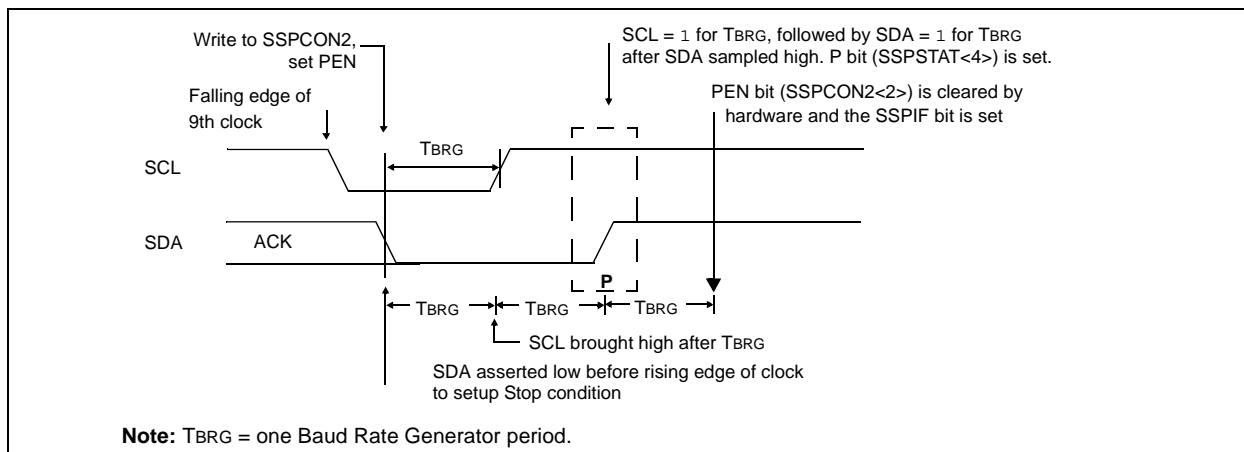 Write to SSPCON2,
set PEN
SCL = 1 for TBRG, followed by SDA = 1 for TBRG
after SDA sampled high. P bit (SSPSTAT<4>) is set.
Falling edge of
9th clock
PEN bit (SSPCON2<2>) is cleared by
hardware and the SSPIF bit is set
TBRG
SCL
SDA
ACK
P
TBRG
TBRG
TBRG
SCL brought high after TBRG
SDA asserted low before rising edge of clock
to setup Stop condition
Note: TBRG = one Baud Rate Generator period.